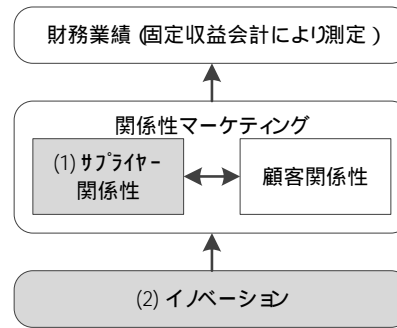 財務業績（固定収益会計により測定）
関係性マーケティング
(1) サプライヤー
関係性
顧客関係性
(2) イノベーション